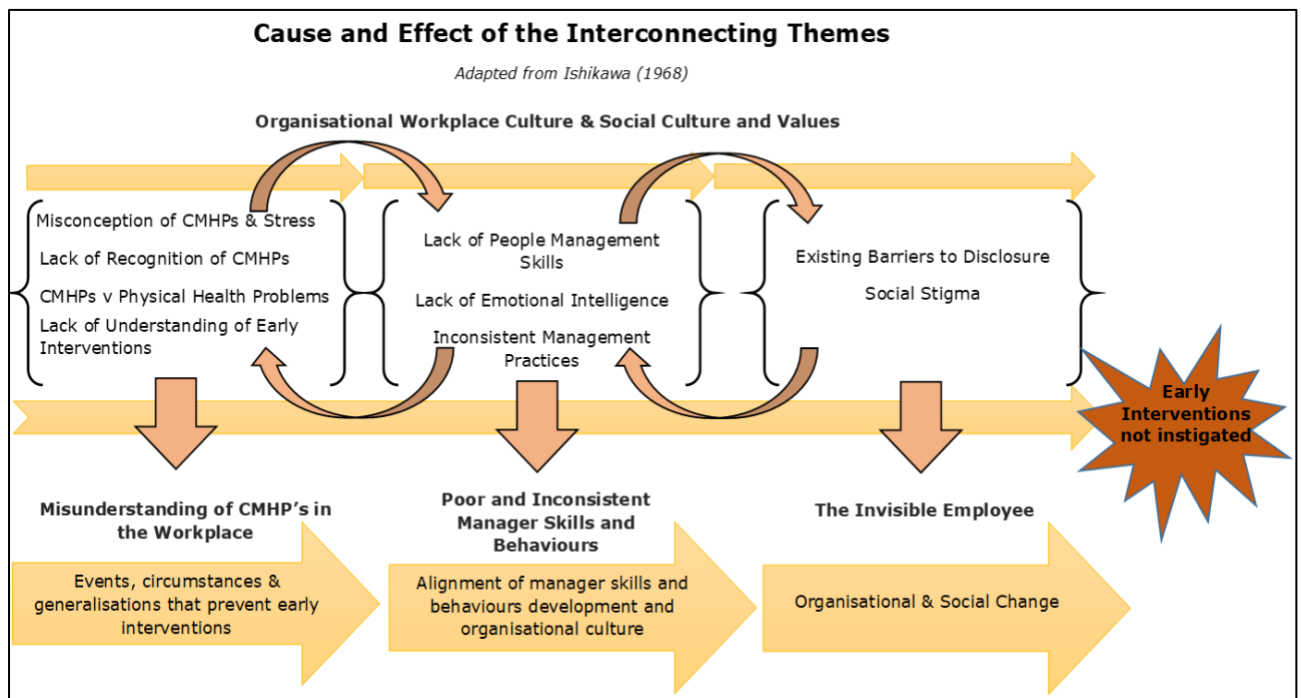 Cause and Effect of the Interconnecting Themes
Adapted from Ishikawa (1968)
Organisational Workplace Culture & Social Culture and Values
Misconception of CMHPs & Stress
Lack of Recognition of CMHPs
CMHPs v Physical Health Problems
Lack of Understanding of Early
Interventions
Lack of People Management
Skills
Lack of Emotional Intelligence
Inconsistent Management
Practices
Existing Barriers to Disclosure
Social Stigma
Early
Interventions
not instigated
Misunderstanding of CMHP’s in
the Workplace
Poor and Inconsistent
Manager Skills and
Behaviours
The Invisible Employee
Events, circumstances &
generalisations that prevent early
interventions
Alignment of manager skills and
behaviours development and
organisational culture
Organisational & Social Change